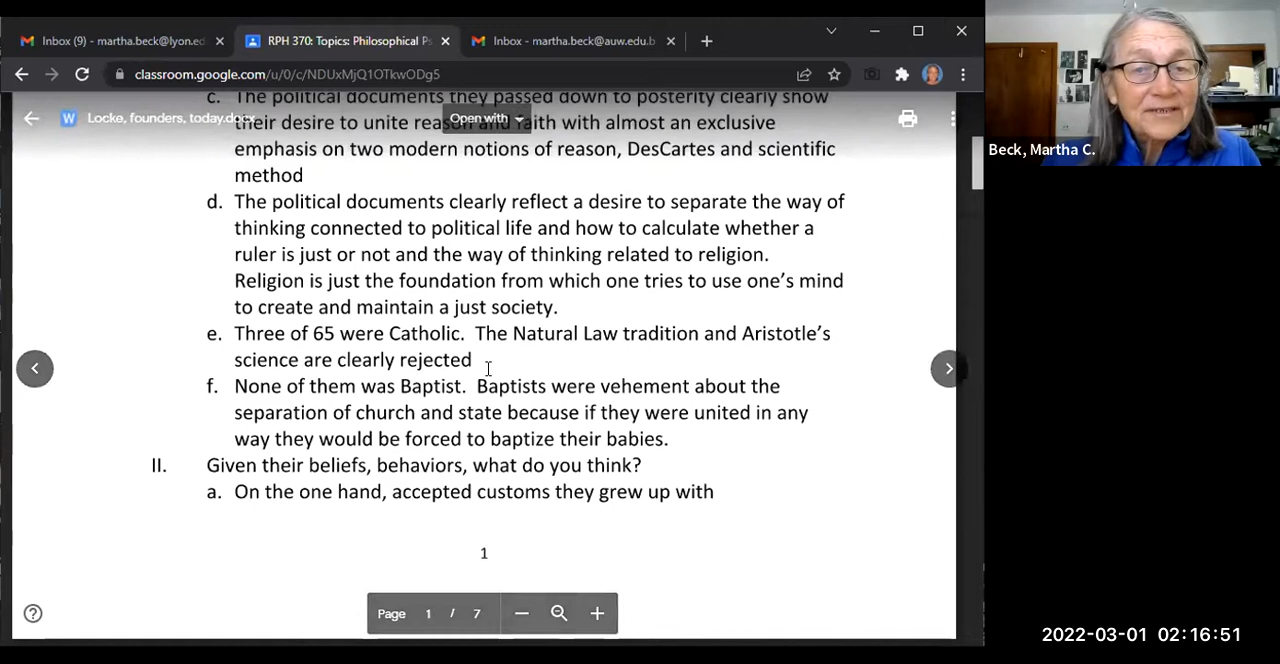 Inbox (9) - martha.beck@lyon.ed
RPH 370: Topics: Philosophical Ps
Inbox - martha.beck@auw.edu.b
classroom.google.com/u/0/c/NDUxMjQ1OTkwODg5
Locke, founders, today.docx
Open with
c. The political documents they passed down to posterity clearly show
their desire to unite reason and faith with almost an exclusive
emphasis on two modern notions of reason, DesCartes and scientific
method
d. The political documents clearly reflect a desire to separate the way of
thinking connected to political life and how to calculate whether a
ruler is just or not and the way of thinking related to religion.
Religion is just the foundation from which one tries to use one's mind
to create and maintain a just society.
e. Three of 65 were Catholic. The Natural Law tradition and Aristotle's
science are clearly rejected
f. None of them was Baptist. Baptists were vehement about the
separation of church and state because if they were united in any
way they would be forced to baptize their babies.
II. Given their beliefs, behaviors, what do you think?
a. On the one hand, accepted customs they grew up with
1
Page 1 / 7
Beck, Martha C.
2022-03-01 02:16:51